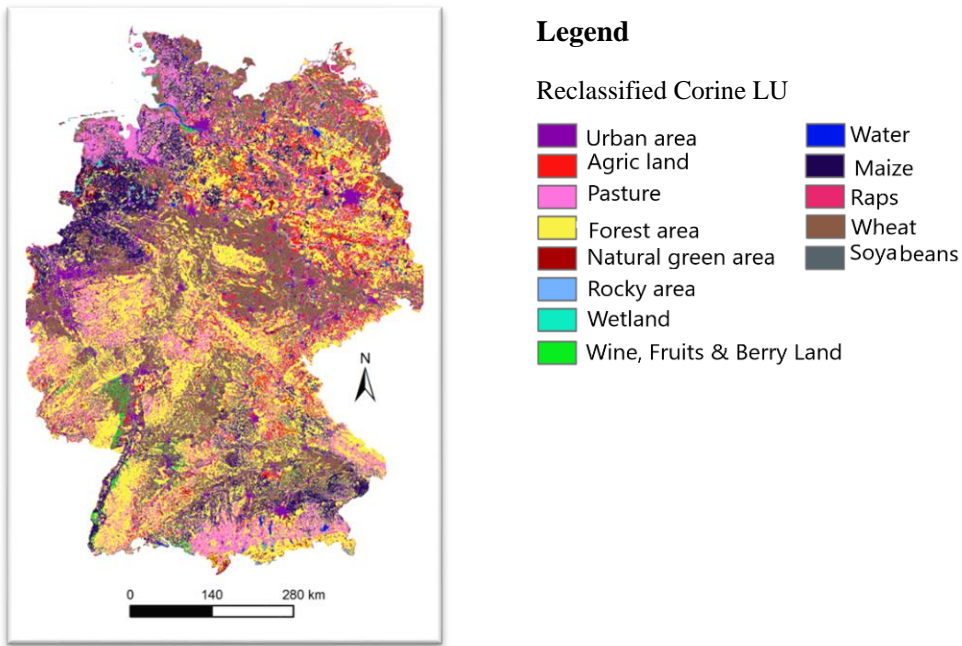 Legend
Reclassified Corine LU
Urban area
Agric land
Pasture
Forest area
Natural green area
Rocky area
Wetland
Wine, Fruits & Berry Land
Water
Maize
Raps
Wheat
Soyabeans
N
0 140 280 km